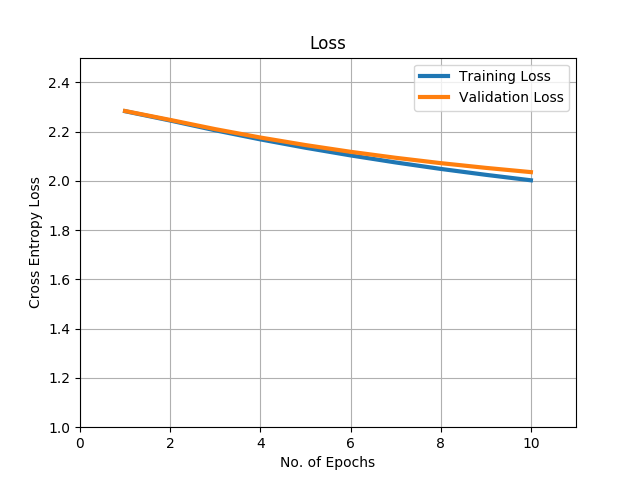 Loss
Training Loss
Validation Loss
2.4
2.2
2.0
1.8
1.6
1.4
1.2
1.0
Cross Entropy Loss
0 2 4 6 8 10
No. of Epochs